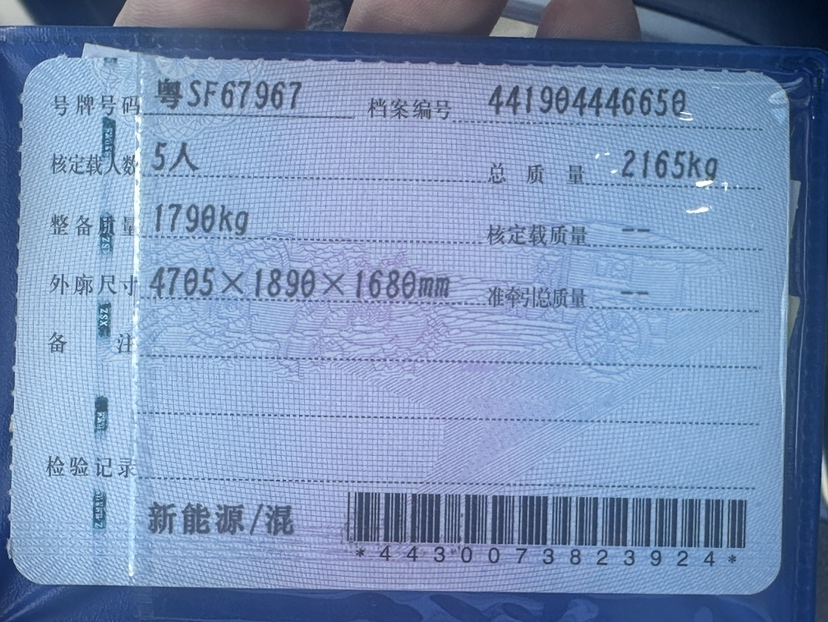 号牌号码 粤SF67967 档案编号 441904446650
核定载人数 5人 总质量 2165kg
整备质量 1790kg 核定载质量 --
外廓尺寸 4705×1890×1680mm 准牵引总质量 --
备注
检验记录
新能源/混
*4430073823924*